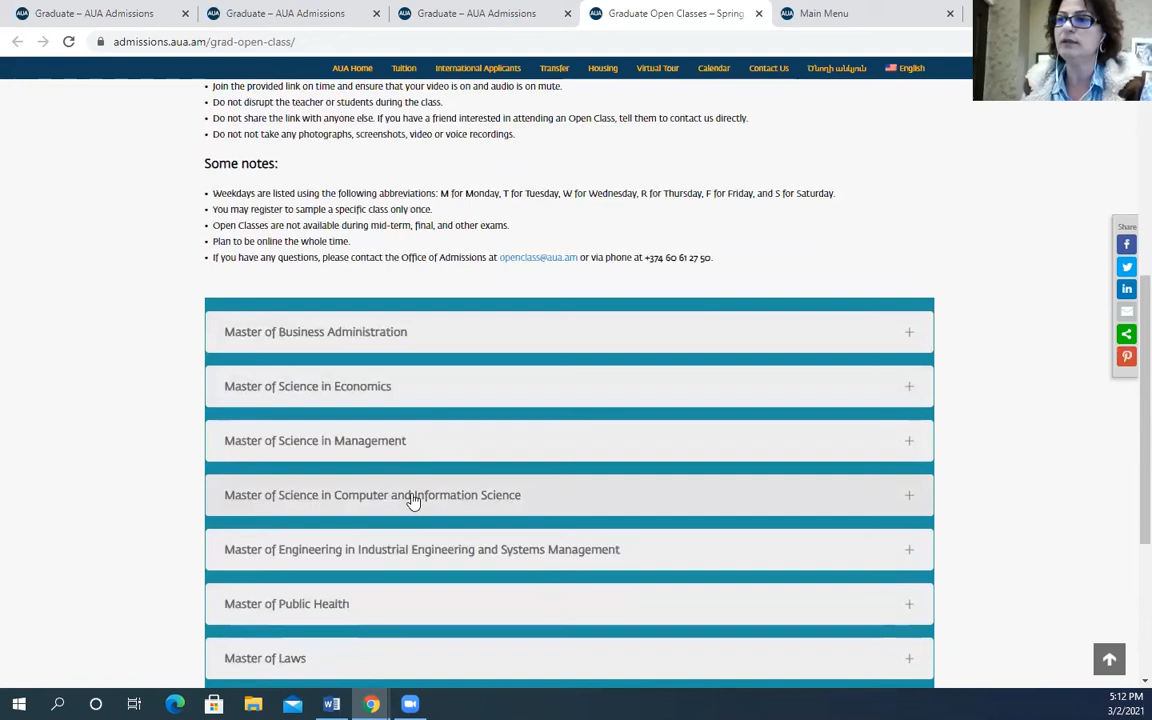 AUA Graduate – AUA Admissions ×
AUA Graduate – AUA Admissions ×
AUA Graduate – AUA Admissions ×
AUA Graduate Open Classes – Spring ×
AUA Main Menu ×
admissions.aua.am/grad-open-class/
AUA Home Tuition International Applicants Transfer Housing Virtual Tour Calendar Contact Us Ծնողի անկյուն English
• Join the provided link on time and ensure that your video is on and audio is on mute.
• Do not disrupt the teacher or students during the class.
• Do not share the link with anyone else. If you have a friend interested in attending an Open Class, tell them to contact us directly.
• Do not not take any photographs, screenshots, video or voice recordings.
Some notes:
• Weekdays are listed using the following abbreviations: M for Monday, T for Tuesday, W for Wednesday, R for Thursday, F for Friday, and S for Saturday.
• You may register to sample a specific class only once.
• Open Classes are not available during mid-term, final, and other exams.
• Plan to be online the whole time.
• If you have any questions, please contact the Office of Admissions at openclass@aua.am or via phone at +374 60 61 27 50.
Share
Master of Business Administration +
Master of Science in Economics +
Master of Science in Management +
Master of Science in Computer and Information Science +
Master of Engineering in Industrial Engineering and Systems Management +
Master of Public Health +
Master of Laws +
5:12 PM
3/2/2021